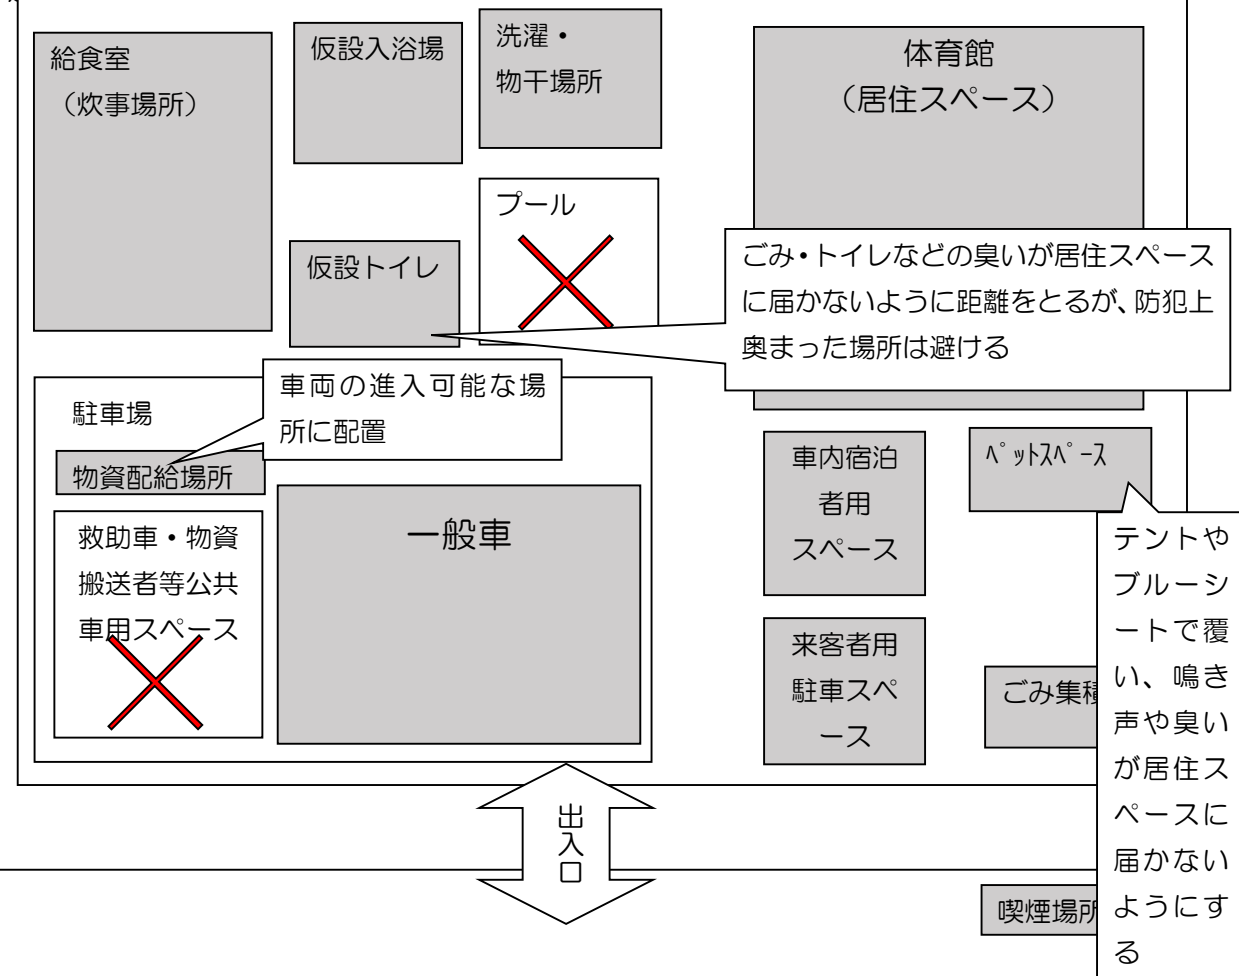 給食室
（炊事場所）
仮設入浴場
洗濯・
物干場所
体育館
（居住スペース）
プール
仮設トイレ
ごみ・トイレなどの臭いが居住スペース
に届かないように距離をとるが、防犯上
奥まった場所は避ける
駐車場
車両の進入可能な場
所に配置
物資配給場所
救助車・物資
搬送者等公共
車用スペース
一般車
車内宿泊
者用
スペース
ﾍﾟｯﾄｽﾍﾟｰｽ
来客者用
駐車スペ
ース
ごみ集積
テントや
ブルーシ
ートで覆
い、鳴き
声や臭い
が居住ス
ペースに
届かない
ようにす
る
出
入
口
喫煙場所